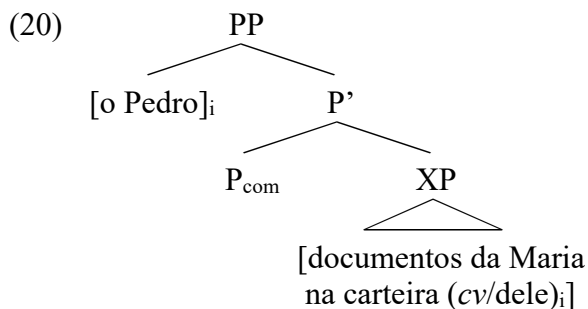 (20) PP
[o Pedro]i P’
Pcom XP
[documentos da Maria
na carteira (cv/dele)i]